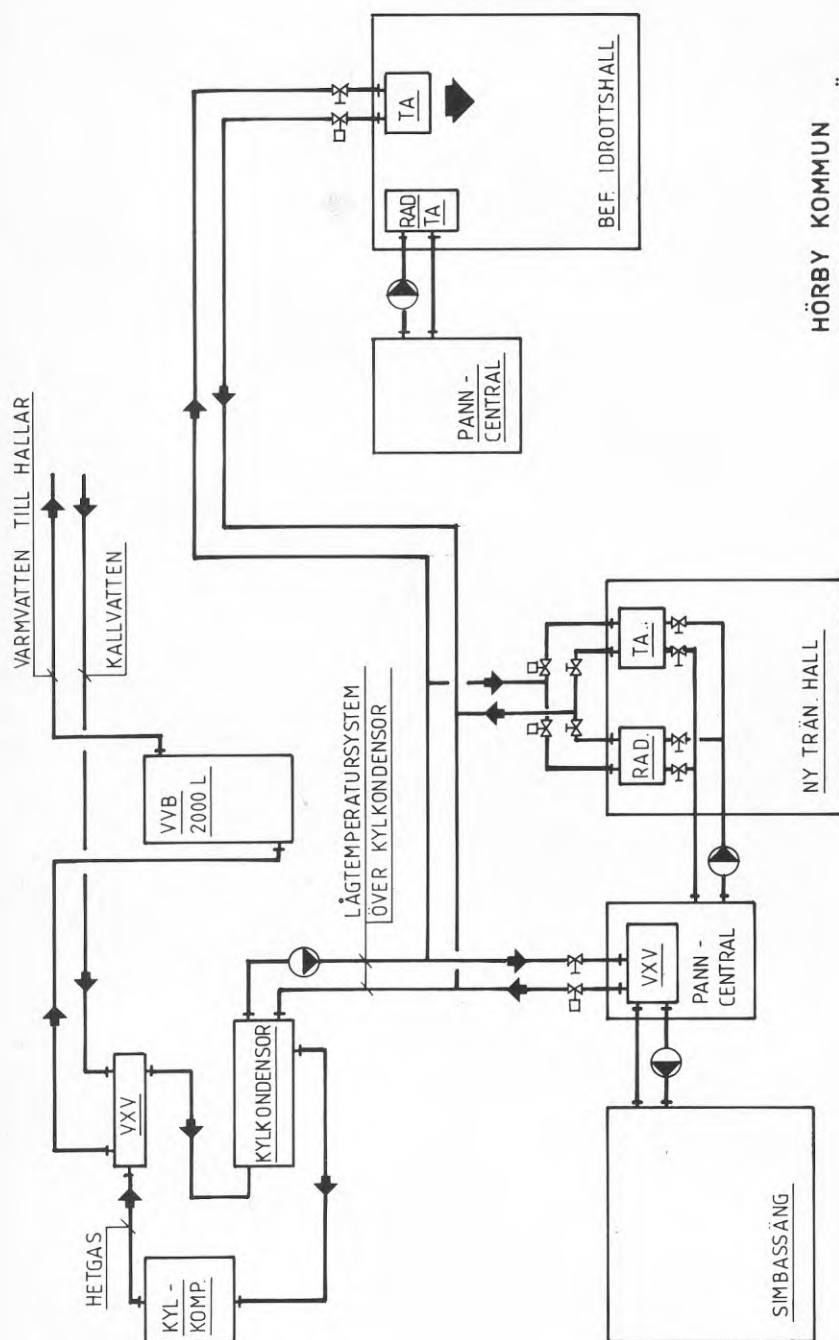 VARMVATTEN TILL HALLAR
KALLVATTEN
HETGAS
VXV
VVB
2000 L
KYL-
KOMP.
KYLKONDENSOR
LÅGTEMPERATURSYSTEM
ÖVER KYLKONDENSOR
TA
RAD
TA
BEF. IDROTTSHALL
PANN-
CENTRAL
RAD.
TA.
NY TRÄN. HALL
VXV
PANN-
CENTRAL
SIMBASSÄNG
HÖRBY KOMMUN